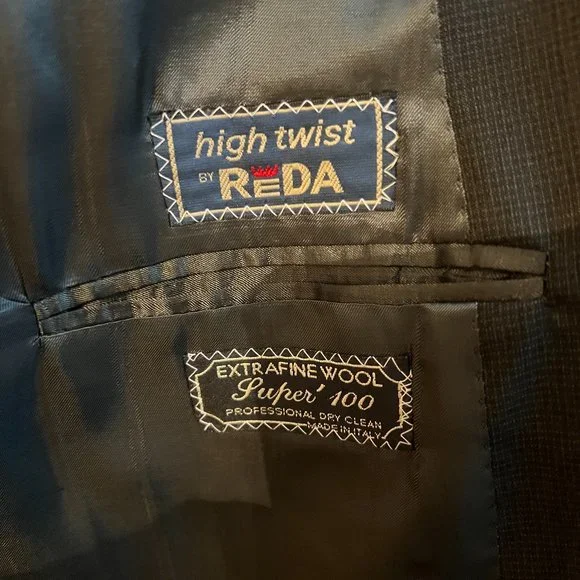 high twist
BY REDA
EXTRAFINE WOOL
Super' 100
PROFESSIONAL DRY CLEAN
MADE IN ITALY